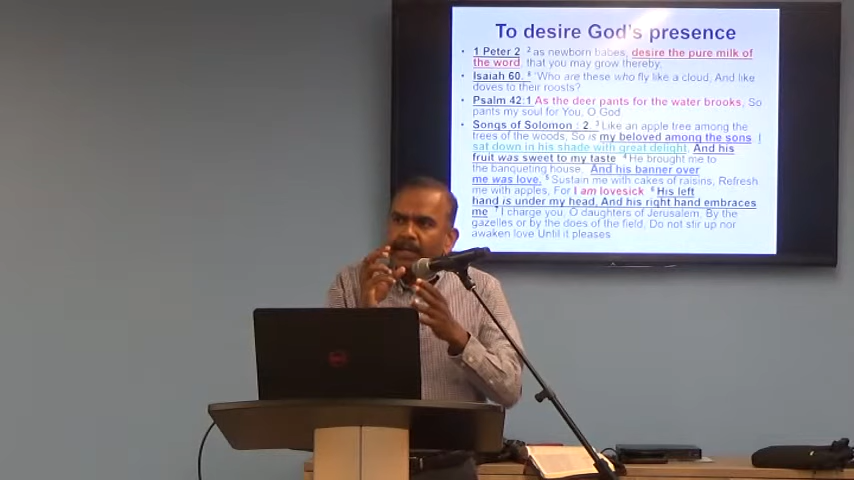 To desire God's presence
• 1 Peter 2 2 as newborn babes, desire the pure milk of
the word, that you may grow thereby,
• Isaiah 60. 8 "Who are these who fly like a cloud, And like
doves to their roosts?
• Psalm 42:1 As the deer pants for the water brooks, So
pants my soul for You, O God
• Songs of Solomon : 2. 3 Like an apple tree among the
trees of the woods, So is my beloved among the sons. I
sat down in his shade with great delight, And his
fruit was sweet to my taste 4 He brought me to
the banqueting house, And his banner over
me was love. 5 Sustain me with cakes of raisins, Refresh
me with apples, For I am lovesick 6 His left
hand is under my head, And his right hand embraces
me 7 I charge you, O daughters of Jerusalem, By the
gazelles or by the does of the field, Do not stir up nor
awaken love Until it pleases